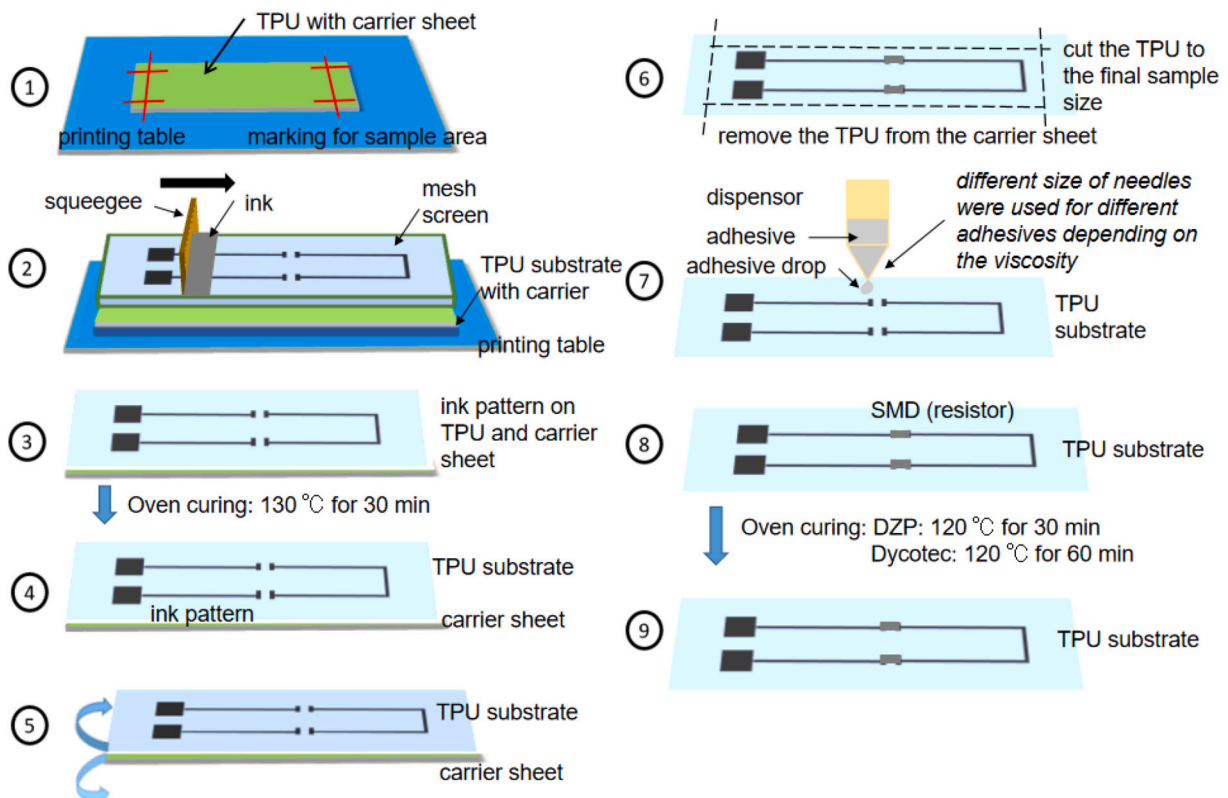 1
TPU with carrier sheet
printing table
marking for sample area
2
squeegee
ink
mesh
screen
TPU substrate
with carrier
printing table
3
ink pattern on
TPU and carrier
sheet
Oven curing: 130 ℃ for 30 min
4
TPU substrate
ink pattern
carrier sheet
5
TPU substrate
carrier sheet
6
cut the TPU to
the final sample
size
remove the TPU from the carrier sheet
7
dispensor
adhesive
adhesive drop
different size of needles
were used for different
adhesives depending on
the viscosity
TPU
substrate
8
SMD (resistor)
TPU substrate
Oven curing: DZP: 120 ℃ for 30 min
Dycotec: 120 ℃ for 60 min
9
TPU substrate